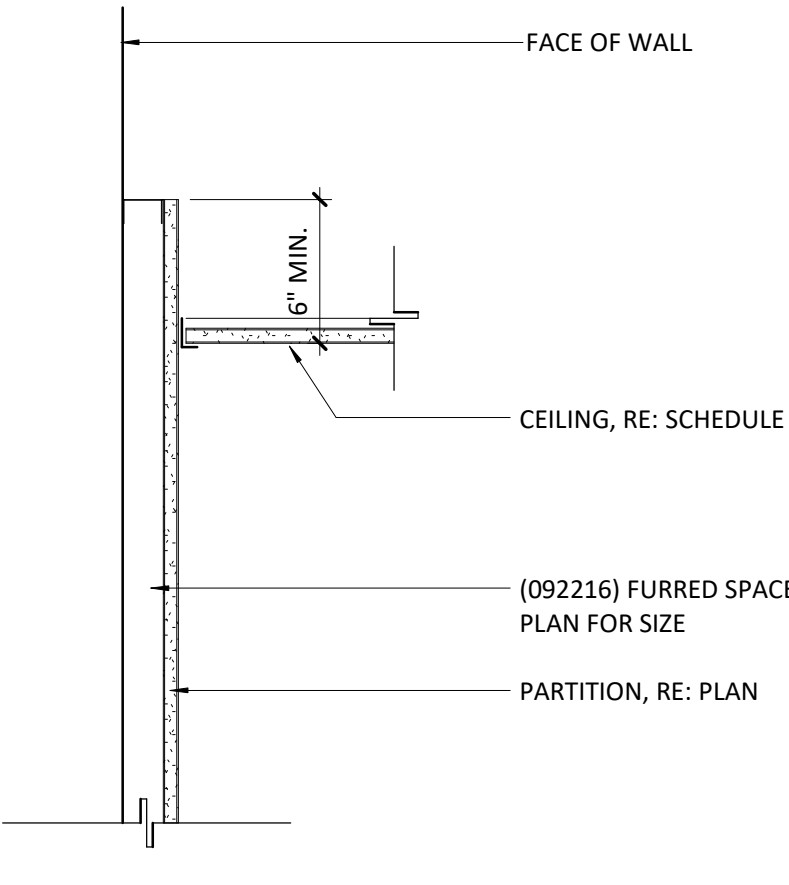 FACE OF WALL
6" MIN.
CEILING, RE: SCHEDULE
(092216) FURRED SPACE
PLAN FOR SIZE
PARTITION, RE: PLAN